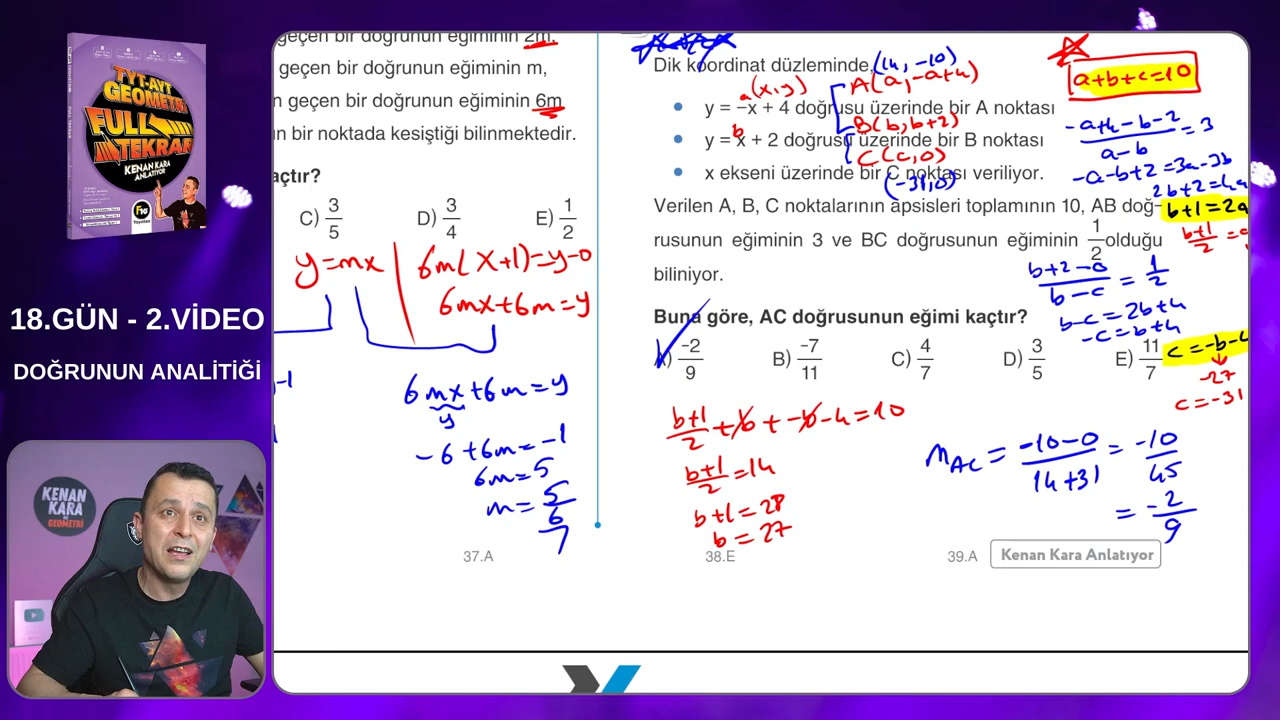 TYT-AYT
GEOMETRİ
FULL
TEKRAR
KENAN KARA
ANLATIYOR
18.GÜN - 2.VİDEO
DOĞRUNUN ANALİTİĞİ
KENAN
KARA
GEOMETRİ
geçen bir doğrunun eğiminin 2m,
geçen bir doğrunun eğiminin m,
n geçen bir doğrunun eğiminin 6m
ın bir noktada kesiştiği bilinmektedir.
açtır?
C) 3/5 D) 3/4 E) 1/2
y=mx
6m(x+1)=y-0
6mx+6m=y
6mx+6m=y
y
-6+6m=-1
6m=5
m=5/6
37.A
Dik koordinat düzleminde,
(14, -10)
a(x,y) A(a,-a+4)
• y = –x + 4 doğrusu üzerinde bir A noktası
b B(b,b+2)
• y = x + 2 doğrusu üzerinde bir B noktası
C(c,0)
• x ekseni üzerinde bir C noktası veriliyor.
(-31,0)
Verilen A, B, C noktalarının apsisleri toplamının 10, AB doğ-
rusunun eğiminin 3 ve BC doğrusunun eğiminin 1/2 olduğu
biliniyor.
Buna göre, AC doğrusunun eğimi kaçtır?
A) –2/9 B) –7/11 C) 4/7 D) 3/5 E) 11/7
a+b+c=10
-a+4-b-2/a-b=3
-a-b+2=3a-3b
2b+2=4a
b+1=2a
b+1/2=
b+2-0/b-c=1/2
b-c=2b+4
-c=b+4
c=-b-4
-27
c=-31
b+1/2+b+-b-4=10
b+1/2=14
b+1=28
b=27
mAC=-10-0/14+31=-10/45
=-2/9
38.E
39.A
Kenan Kara Anlatıyor